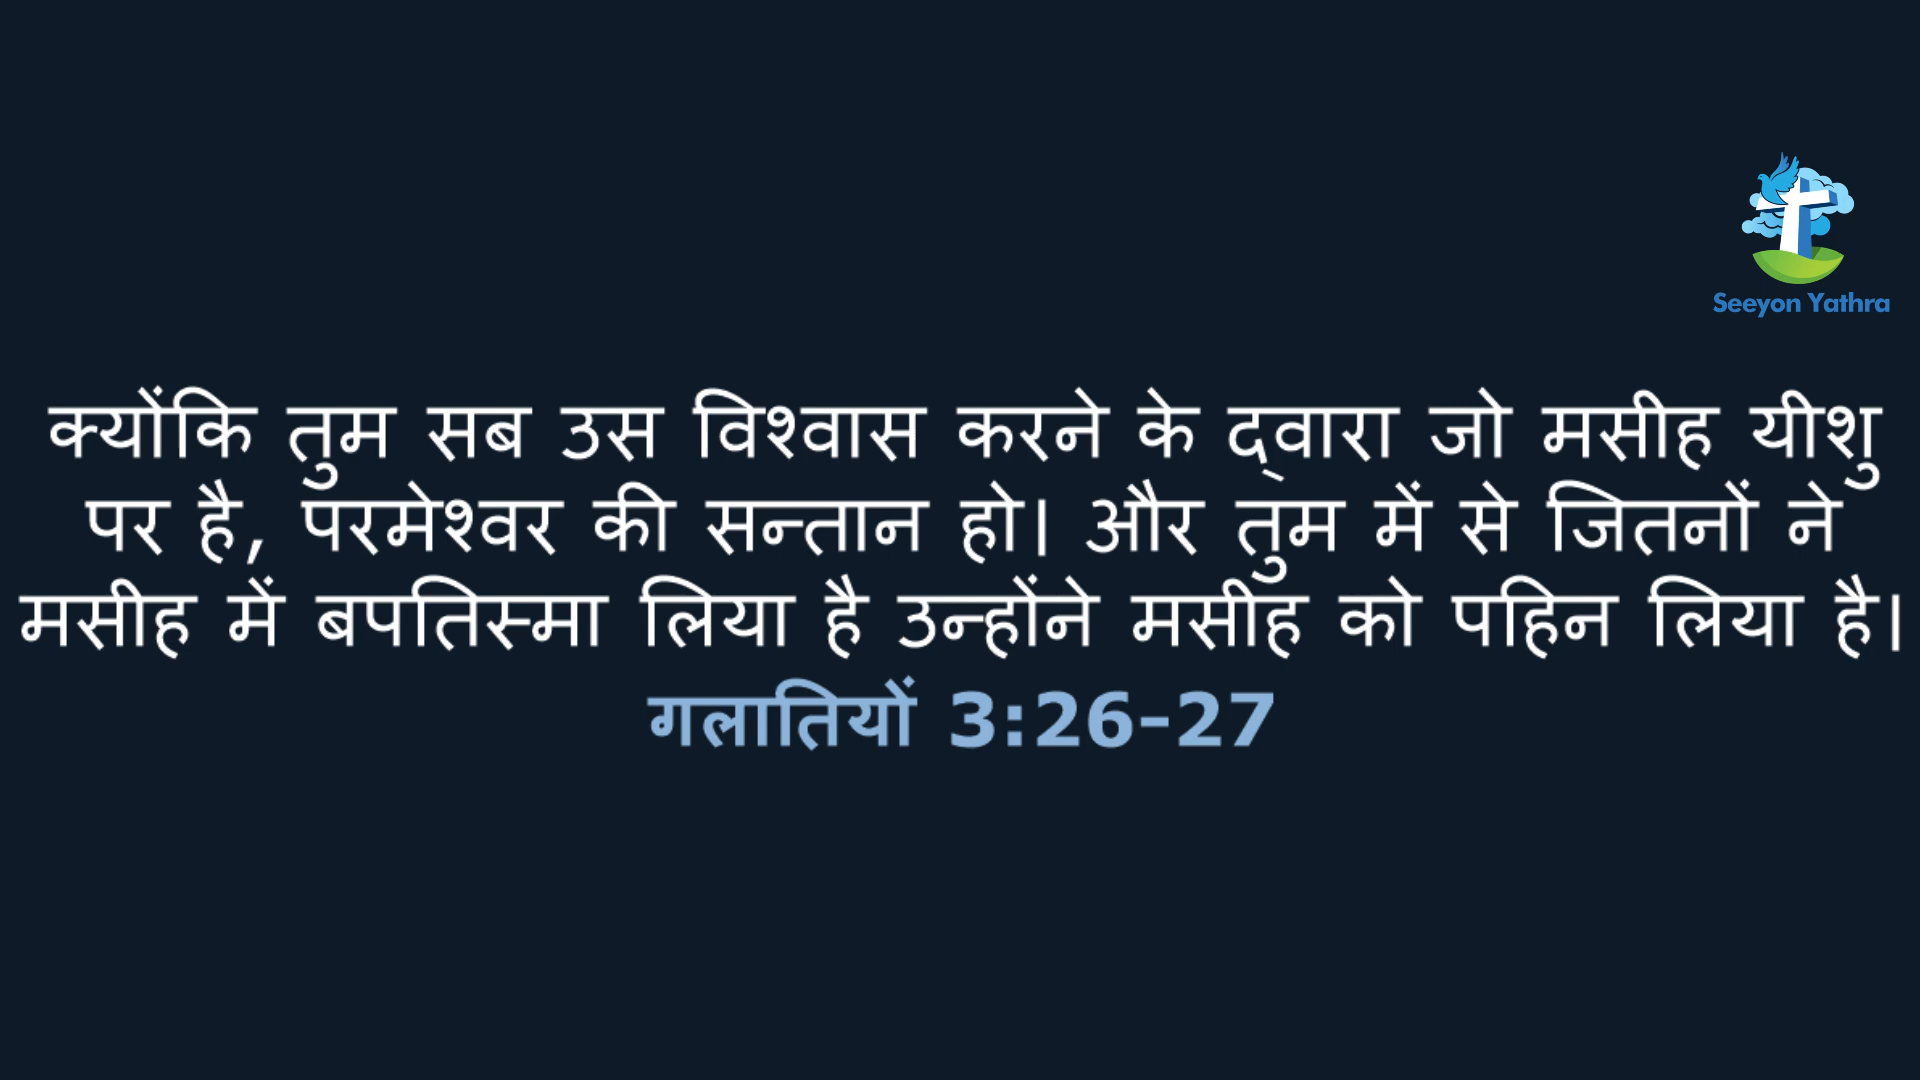 Seeyon Yathra
क्योंकि तुम सब उस विश्वास करने के द्वारा जो मसीह यीशु
पर है, परमेश्वर की सन्तान हो। और तुम में से जितनों ने
मसीह में बपतिस्मा लिया है उन्होंने मसीह को पहिन लिया है।
गलातियों 3:26-27